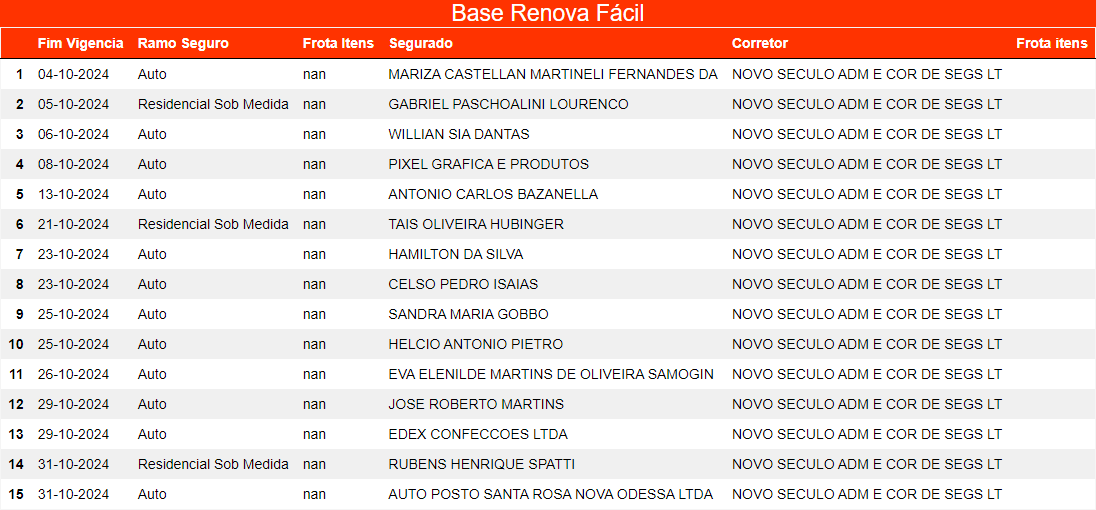 Base Renova Fácil
Fim Vigencia Ramo Seguro Frota Itens Segurado Corretor Frota itens
1 04-10-2024 Auto nan MARIZA CASTELLAN MARTINELI FERNANDES DA NOVO SECULO ADM E COR DE SEGS LT
2 05-10-2024 Residencial Sob Medida nan GABRIEL PASCHOALINI LOURENCO NOVO SECULO ADM E COR DE SEGS LT
3 06-10-2024 Auto nan WILLIAN SIA DANTAS NOVO SECULO ADM E COR DE SEGS LT
4 08-10-2024 Auto nan PIXEL GRAFICA E PRODUTOS NOVO SECULO ADM E COR DE SEGS LT
5 13-10-2024 Auto nan ANTONIO CARLOS BAZANELLA NOVO SECULO ADM E COR DE SEGS LT
6 21-10-2024 Residencial Sob Medida nan TAIS OLIVEIRA HUBINGER NOVO SECULO ADM E COR DE SEGS LT
7 23-10-2024 Auto nan HAMILTON DA SILVA NOVO SECULO ADM E COR DE SEGS LT
8 23-10-2024 Auto nan CELSO PEDRO ISAIAS NOVO SECULO ADM E COR DE SEGS LT
9 25-10-2024 Auto nan SANDRA MARIA GOBBO NOVO SECULO ADM E COR DE SEGS LT
10 25-10-2024 Auto nan HELCIO ANTONIO PIETRO NOVO SECULO ADM E COR DE SEGS LT
11 26-10-2024 Auto nan EVA ELENILDE MARTINS DE OLIVEIRA SAMOGIN NOVO SECULO ADM E COR DE SEGS LT
12 29-10-2024 Auto nan JOSE ROBERTO MARTINS NOVO SECULO ADM E COR DE SEGS LT
13 29-10-2024 Auto nan EDEX CONFECCOES LTDA NOVO SECULO ADM E COR DE SEGS LT
14 31-10-2024 Residencial Sob Medida nan RUBENS HENRIQUE SPATTI NOVO SECULO ADM E COR DE SEGS LT
15 31-10-2024 Auto nan AUTO POSTO SANTA ROSA NOVA ODESSA LTDA NOVO SECULO ADM E COR DE SEGS LT